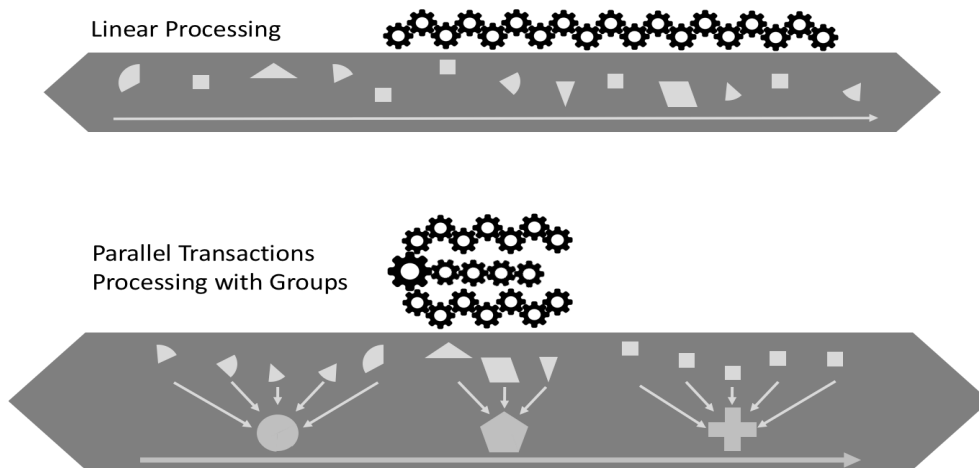 Linear Processing
Parallel Transactions
Processing with Groups